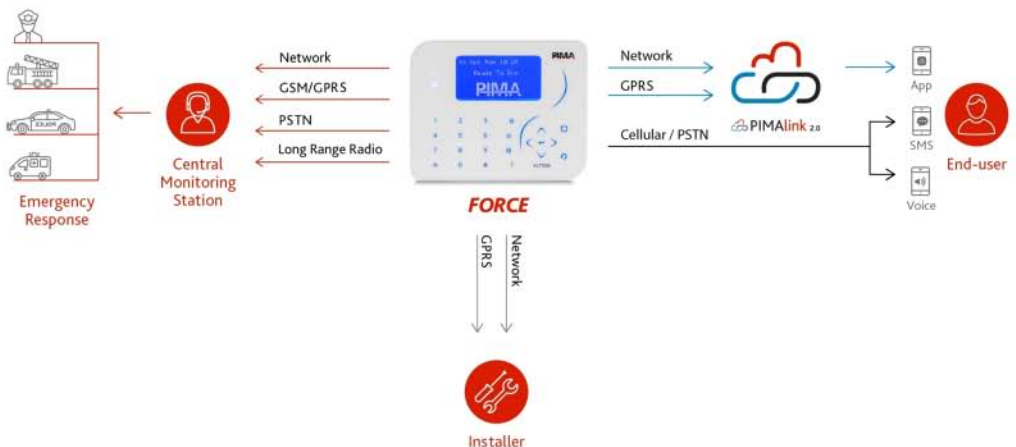 Network
GSM/GPRS
PSTN
Long Range Radio
Emergency
Response
Central
Monitoring
Station
PIMA
Ready To Arm
PIMA
FORCE
Network
GPRS
Cellular / PSTN
PIMAlink 2.0
App
SMS
Voice
End-user
GPRS
Network
Installer